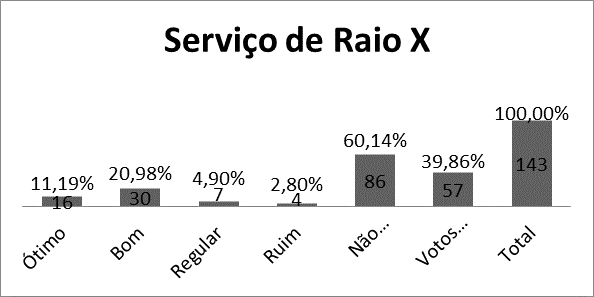 Serviço de Raio X
11,19%
16
20,98%
30
4,90%
7
2,80%
4
60,14%
86
39,86%
57
100,00%
143
Ótimo
Bom
Regular
Ruim
Não...
Votos...
Total